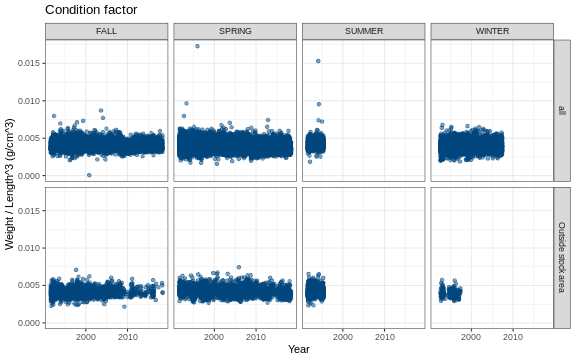 Condition factor
FALL
SPRING
SUMMER
WINTER
all
0.015
0.010
0.005
0.000
Outside stock area
0.015
0.010
0.005
0.000
Weight / Length^3 (g/cm^3)
2000
2010
2000
2010
2000
2010
2000
2010
Year